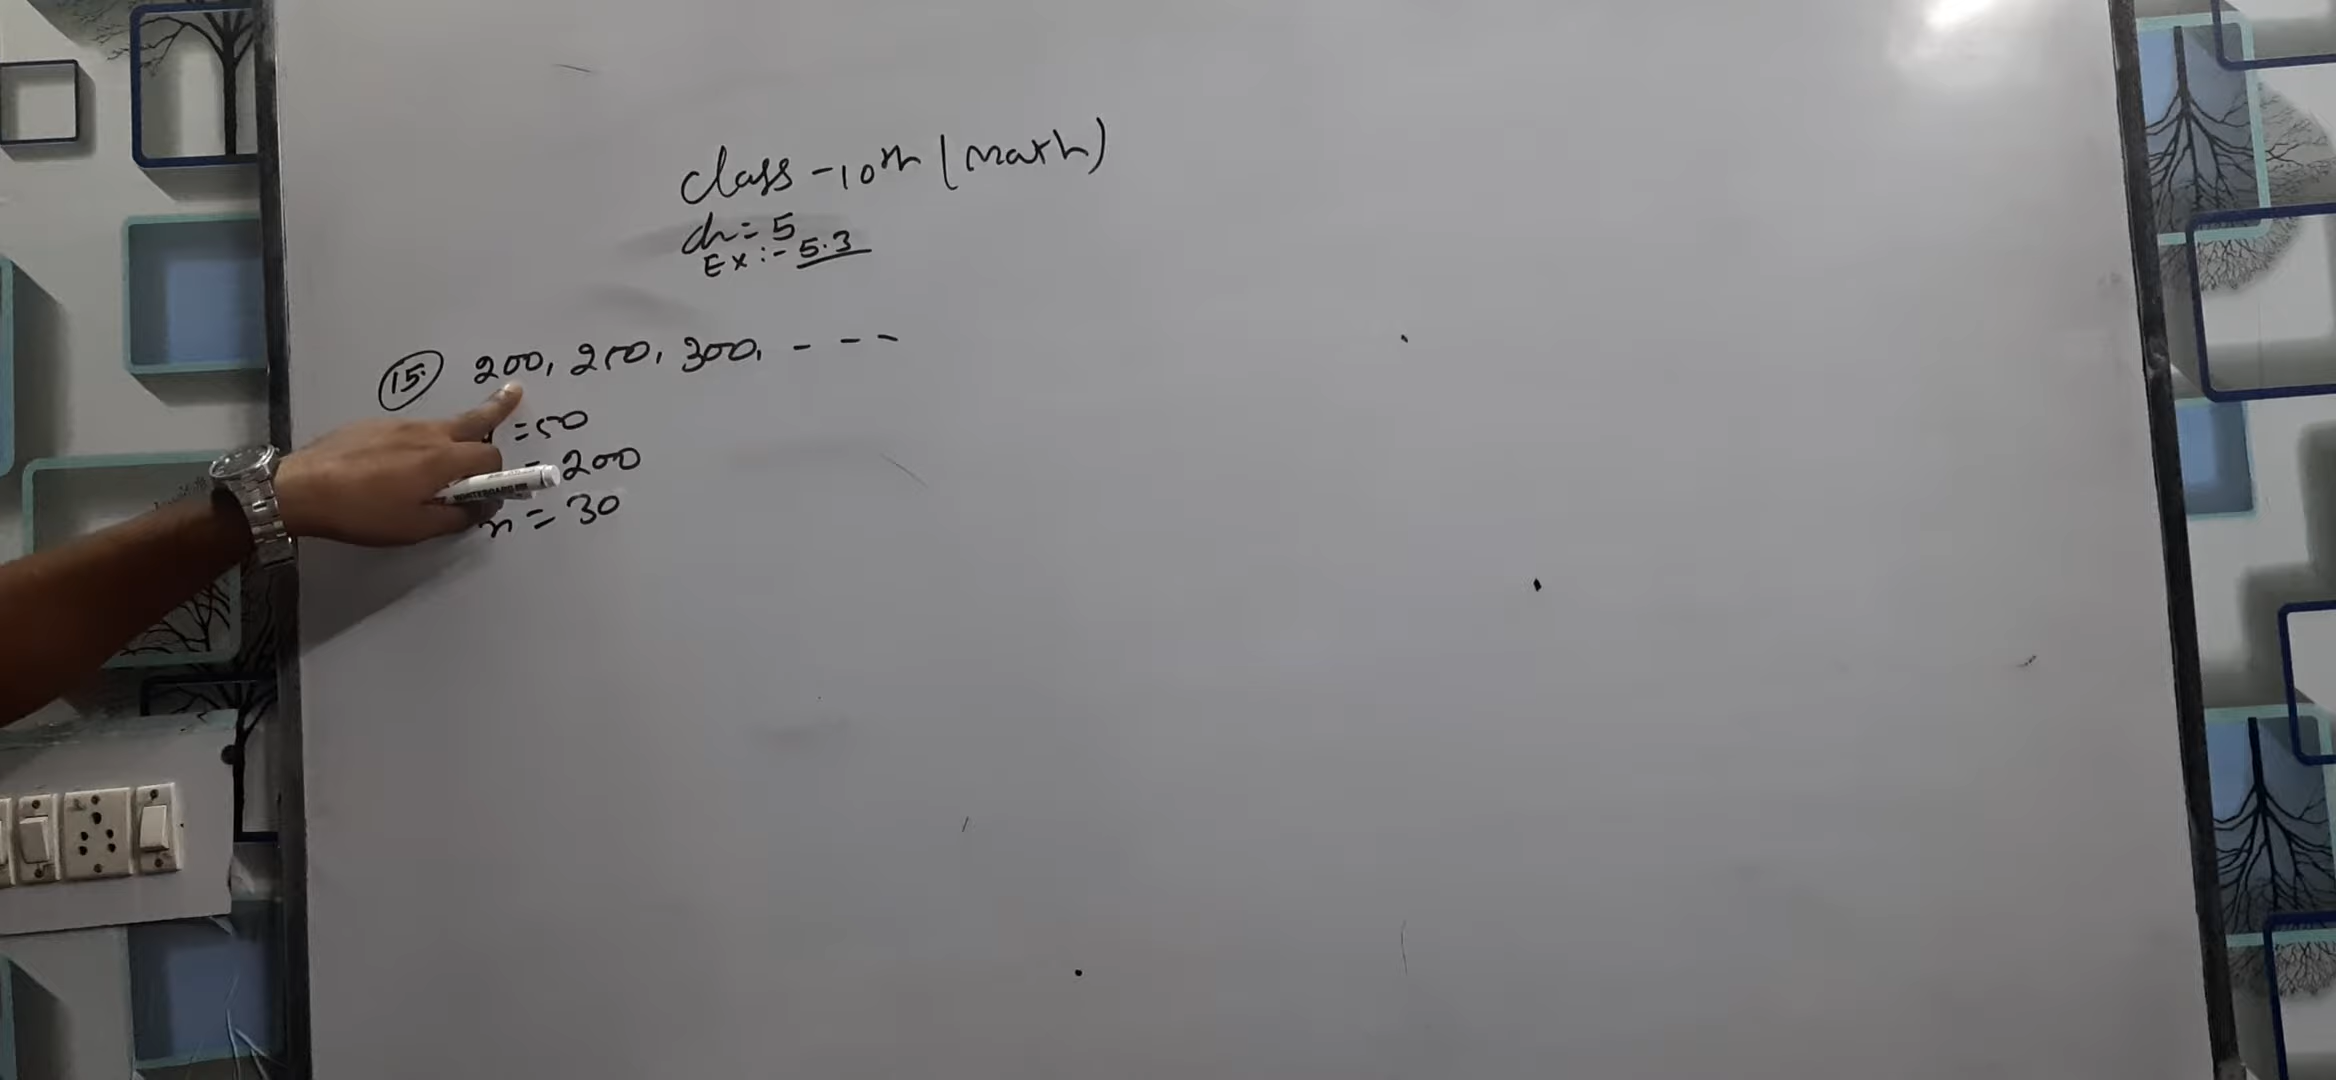 Class - 10th (Math)
Ch = 5
Ex :- 5.3
15. 200, 250, 300, - - -
= 50
= 200
n = 30